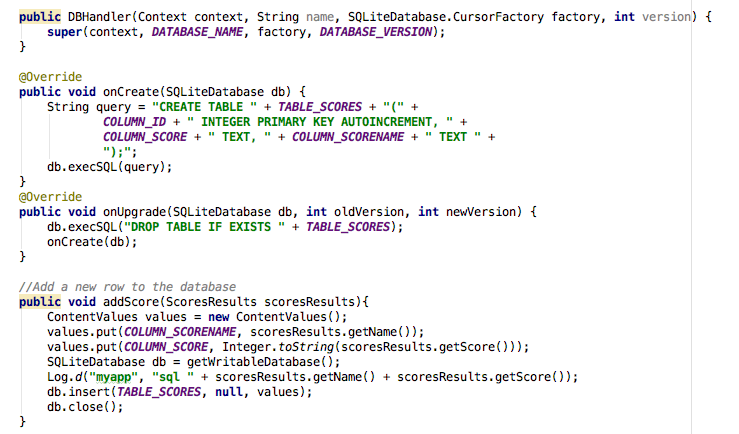 public DBHandler(Context context, String name, SQLiteDatabase.CursorFactory factory, int version) {
    super(context, DATABASE_NAME, factory, DATABASE_VERSION);
}

@Override
public void onCreate(SQLiteDatabase db) {
    String query = "CREATE TABLE " + TABLE_SCORES + "(" +
            COLUMN_ID + " INTEGER PRIMARY KEY AUTOINCREMENT, " +
            COLUMN_SCORE + " TEXT, " + COLUMN_SCORENAME + " TEXT " +
            ");";
    db.execSQL(query);
}
@Override
public void onUpgrade(SQLiteDatabase db, int oldVersion, int newVersion) {
    db.execSQL("DROP TABLE IF EXISTS " + TABLE_SCORES);
    onCreate(db);
}

//Add a new row to the database
public void addScore(ScoresResults scoresResults){
    ContentValues values = new ContentValues();
    values.put(COLUMN_SCORENAME, scoresResults.getName());
    values.put(COLUMN_SCORE, Integer.toString(scoresResults.getScore()));
    SQLiteDatabase db = getWritableDatabase();
    Log.d("myapp", "sql " + scoresResults.getName() + scoresResults.getScore());
    db.insert(TABLE_SCORES, null, values);
    db.close();
}